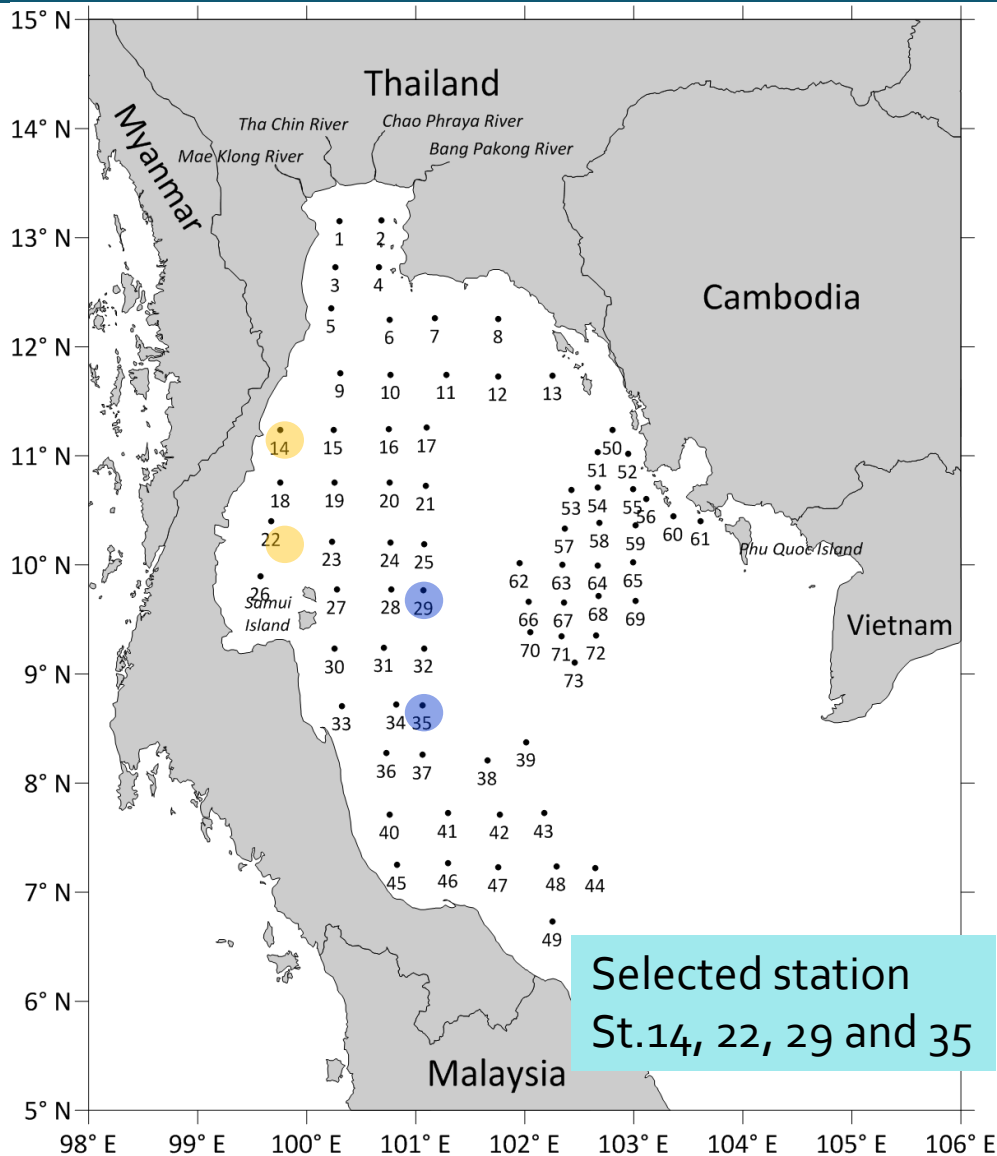 15° N
Thailand
Tha Chin River
Chao Phraya River
14° N
Myanmar
Mae Klong River
Bang Pakong River
13° N
1 2
3 4
Cambodia
5 6 7 8
12° N
9 10 11 12 13
14 15 16 17 50
11° N
51 52
18 19 20 21 53 54 55
56
22 57 58 59 60 61
23 24 25
Phu Quoc Island
10° N
62 63 64 65
26
Samui
Island
27 28 29
66 67 68 69
Vietnam
30 31 32 70 71 72
9° N
73
33 34 35
36 37 38 39
8° N
40 41 42 43
45 46 47 48 44
7° N
49
Selected station
St.14, 22, 29 and 35
6° N
Malaysia
5° N
98° E 99° E 100° E 101° E 102° E 103° E 104° E 105° E 106° E